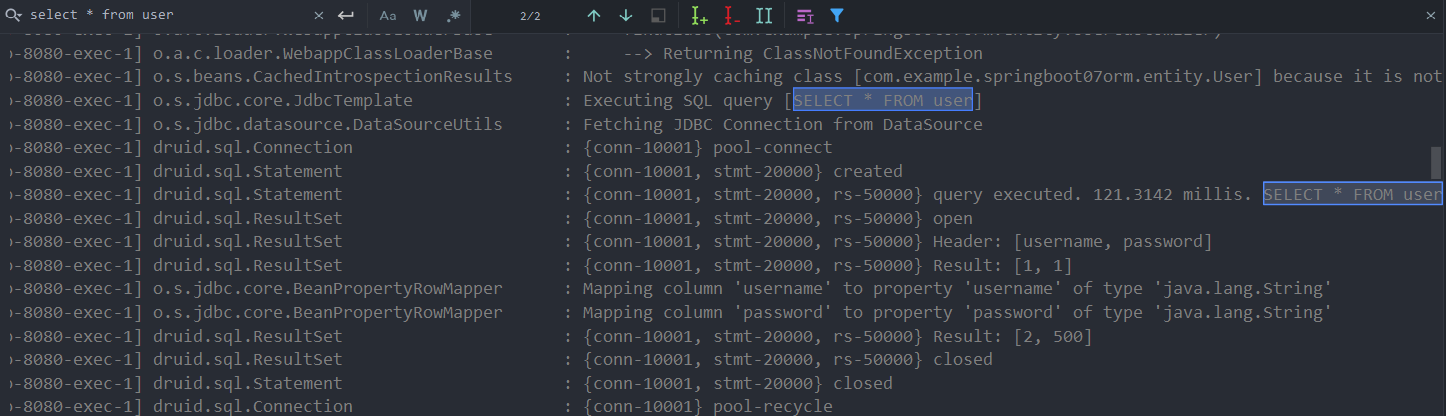 select * from user
Aa W .* 2/2
o-8080-exec-1] o.a.c.loader.WebappClassLoaderBase : --> Returning ClassNotFoundException
o-8080-exec-1] o.s.beans.CachedIntrospectionResults : Not strongly caching class [com.example.springboot07orm.entity.User] because it is not
o-8080-exec-1] o.s.jdbc.core.JdbcTemplate : Executing SQL query [SELECT * FROM user]
o-8080-exec-1] o.s.jdbc.datasource.DataSourceUtils : Fetching JDBC Connection from DataSource
o-8080-exec-1] druid.sql.Connection : {conn-10001} pool-connect
o-8080-exec-1] druid.sql.Statement : {conn-10001, stmt-20000} created
o-8080-exec-1] druid.sql.Statement : {conn-10001, stmt-20000, rs-50000} query executed. 121.3142 millis. SELECT * FROM user
o-8080-exec-1] druid.sql.ResultSet : {conn-10001, stmt-20000, rs-50000} open
o-8080-exec-1] druid.sql.ResultSet : {conn-10001, stmt-20000, rs-50000} Header: [username, password]
o-8080-exec-1] druid.sql.ResultSet : {conn-10001, stmt-20000, rs-50000} Result: [1, 1]
o-8080-exec-1] o.s.jdbc.core.BeanPropertyRowMapper : Mapping column 'username' to property 'username' of type 'java.lang.String'
o-8080-exec-1] o.s.jdbc.core.BeanPropertyRowMapper : Mapping column 'password' to property 'password' of type 'java.lang.String'
o-8080-exec-1] druid.sql.ResultSet : {conn-10001, stmt-20000, rs-50000} Result: [2, 500]
o-8080-exec-1] druid.sql.ResultSet : {conn-10001, stmt-20000, rs-50000} closed
o-8080-exec-1] druid.sql.Statement : {conn-10001, stmt-20000} closed
o-8080-exec-1] druid.sql.Connection : {conn-10001} pool-recycle